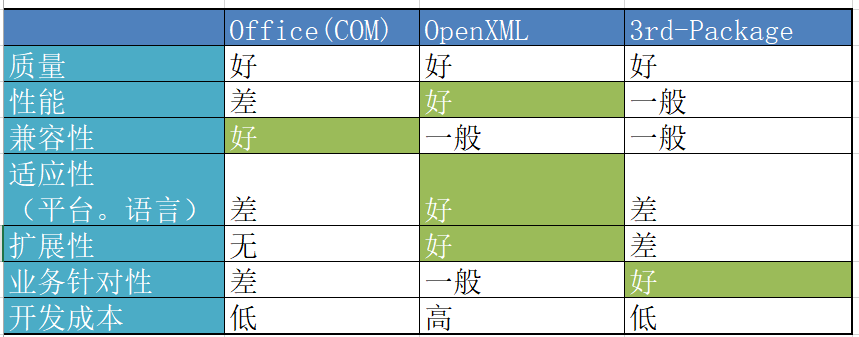 Office(COM) OpenXML 3rd-Package
质量 好 好 好
性能 差 好 一般
兼容性 好 一般 一般
适应性
（平台。语言） 差 好 差
扩展性 无 好 差
业务针对性 差 一般 好
开发成本 低 高 低